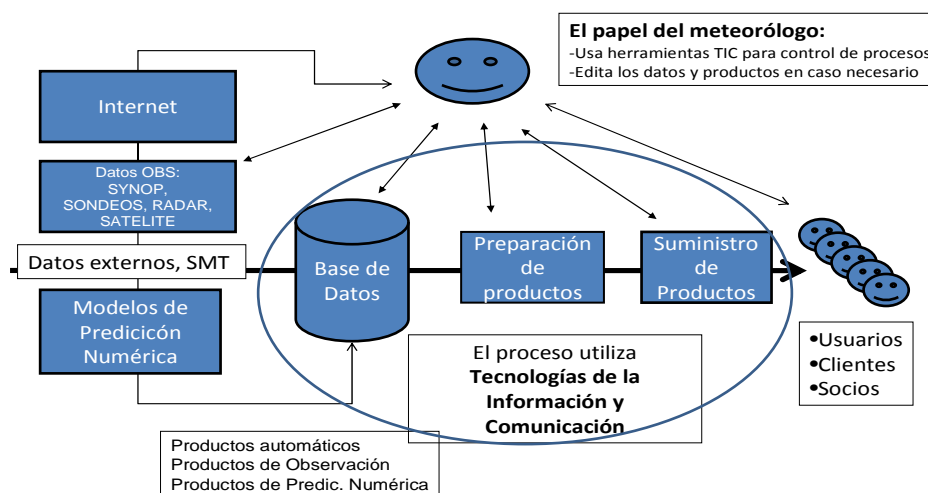 El papel del meteorólogo:
-Usa herramientas TIC para control de procesos
-Edita los datos y productos en caso necesario
Internet
Datos OBS:
SYNOP,
SONDEOS, RADAR,
SATELITE
Datos externos, SMT
Modelos de
Predicicón
Numérica
Base de
Datos
Preparación
de
productos
Suministro
de
Productos
•Usuarios
•Clientes
•Socios
El proceso utiliza
Tecnologías de la
Información y
Comunicación
Productos automáticos
Productos de Observación
Productos de Predic. Numérica